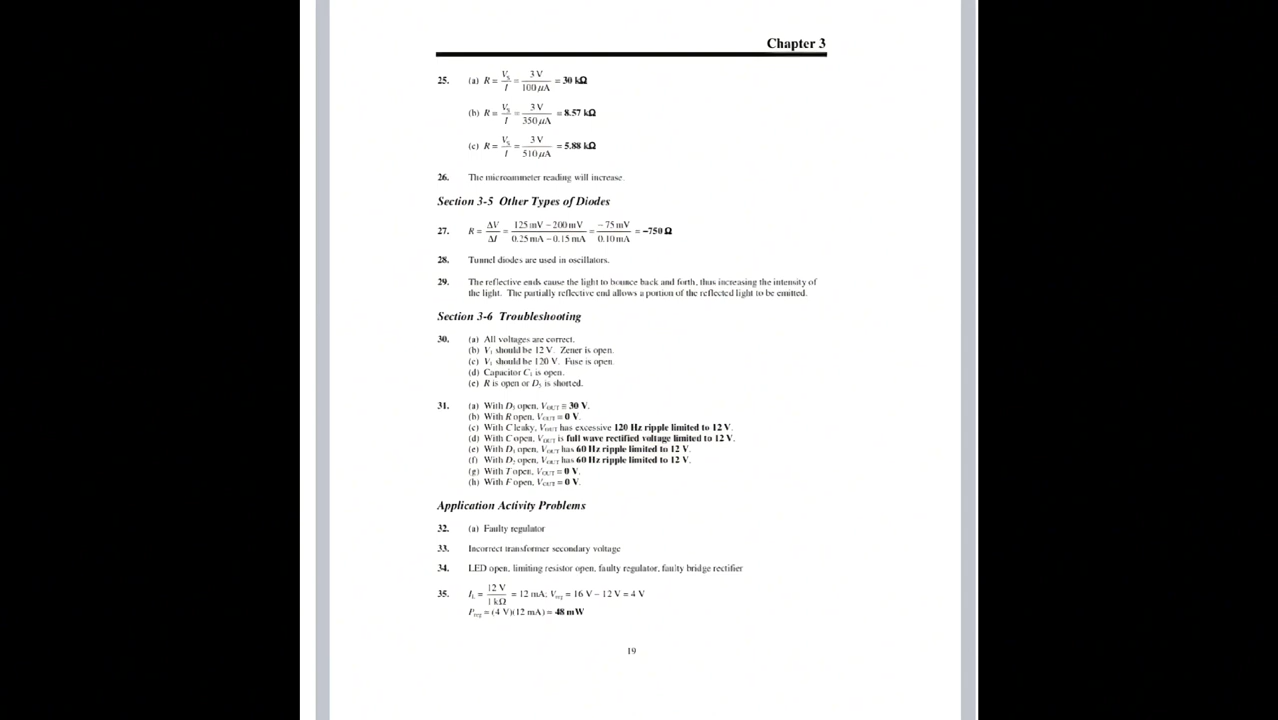 Chapter 3
25. (a) R = V_S / I = 3 V / 100 μA = 30 kΩ
(b) R = V_S / I = 3 V / 350 μA = 8.57 kΩ
(c) R = V_S / I = 3 V / 510 μA = 5.88 kΩ
26. The microammeter reading will increase.
Section 3-5 Other Types of Diodes
27. R = ΔV / ΔI = 125 mV − 200 mV / 0.25 mA − 0.15 mA = −75 mV / 0.10 mA = −750 Ω
28. Tunnel diodes are used in oscillators.
29. The reflective ends cause the light to bounce back and forth, thus increasing the intensity of
the light. The partially reflective end allows a portion of the reflected light to be emitted.
Section 3-6 Troubleshooting
30. (a) All voltages are correct.
(b) V₃ should be 12 V. Zener is open.
(c) V₁ should be 120 V. Fuse is open.
(d) Capacitor C₁ is open.
(e) R is open or D₅ is shorted.
31. (a) With D₅ open, V_OUT ≅ 30 V.
(b) With R open, V_OUT = 0 V.
(c) With C leaky, V_OUT has excessive 120 Hz ripple limited to 12 V.
(d) With C open, V_OUT is full wave rectified voltage limited to 12 V.
(e) With D₃ open, V_OUT has 60 Hz ripple limited to 12 V.
(f) With D₂ open, V_OUT has 60 Hz ripple limited to 12 V.
(g) With T open, V_OUT = 0 V.
(h) With F open, V_OUT = 0 V.
Application Activity Problems
32. (a) Faulty regulator
33. Incorrect transformer secondary voltage
34. LED open, limiting resistor open, faulty regulator, faulty bridge rectifier
35. I_L = 12 V / 1 kΩ = 12 mA; V_reg = 16 V − 12 V = 4 V
P_reg = (4 V)(12 mA) = 48 mW
19